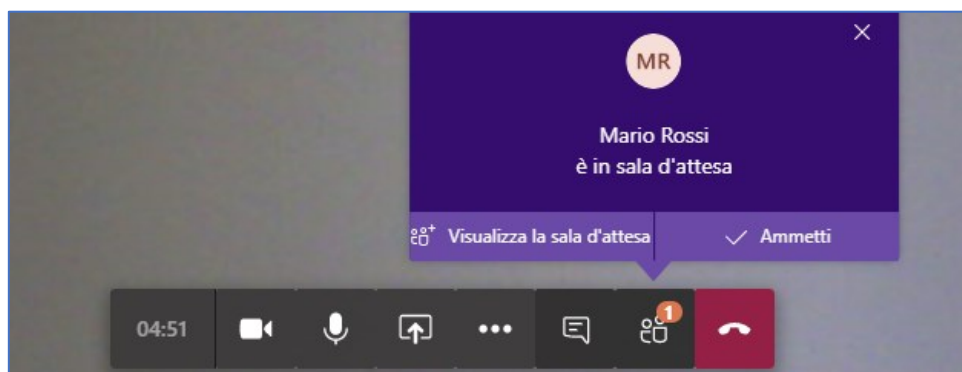 MR
Mario Rossi
è in sala d'attesa
Visualizza la sala d'attesa
Ammetti
04:51
1